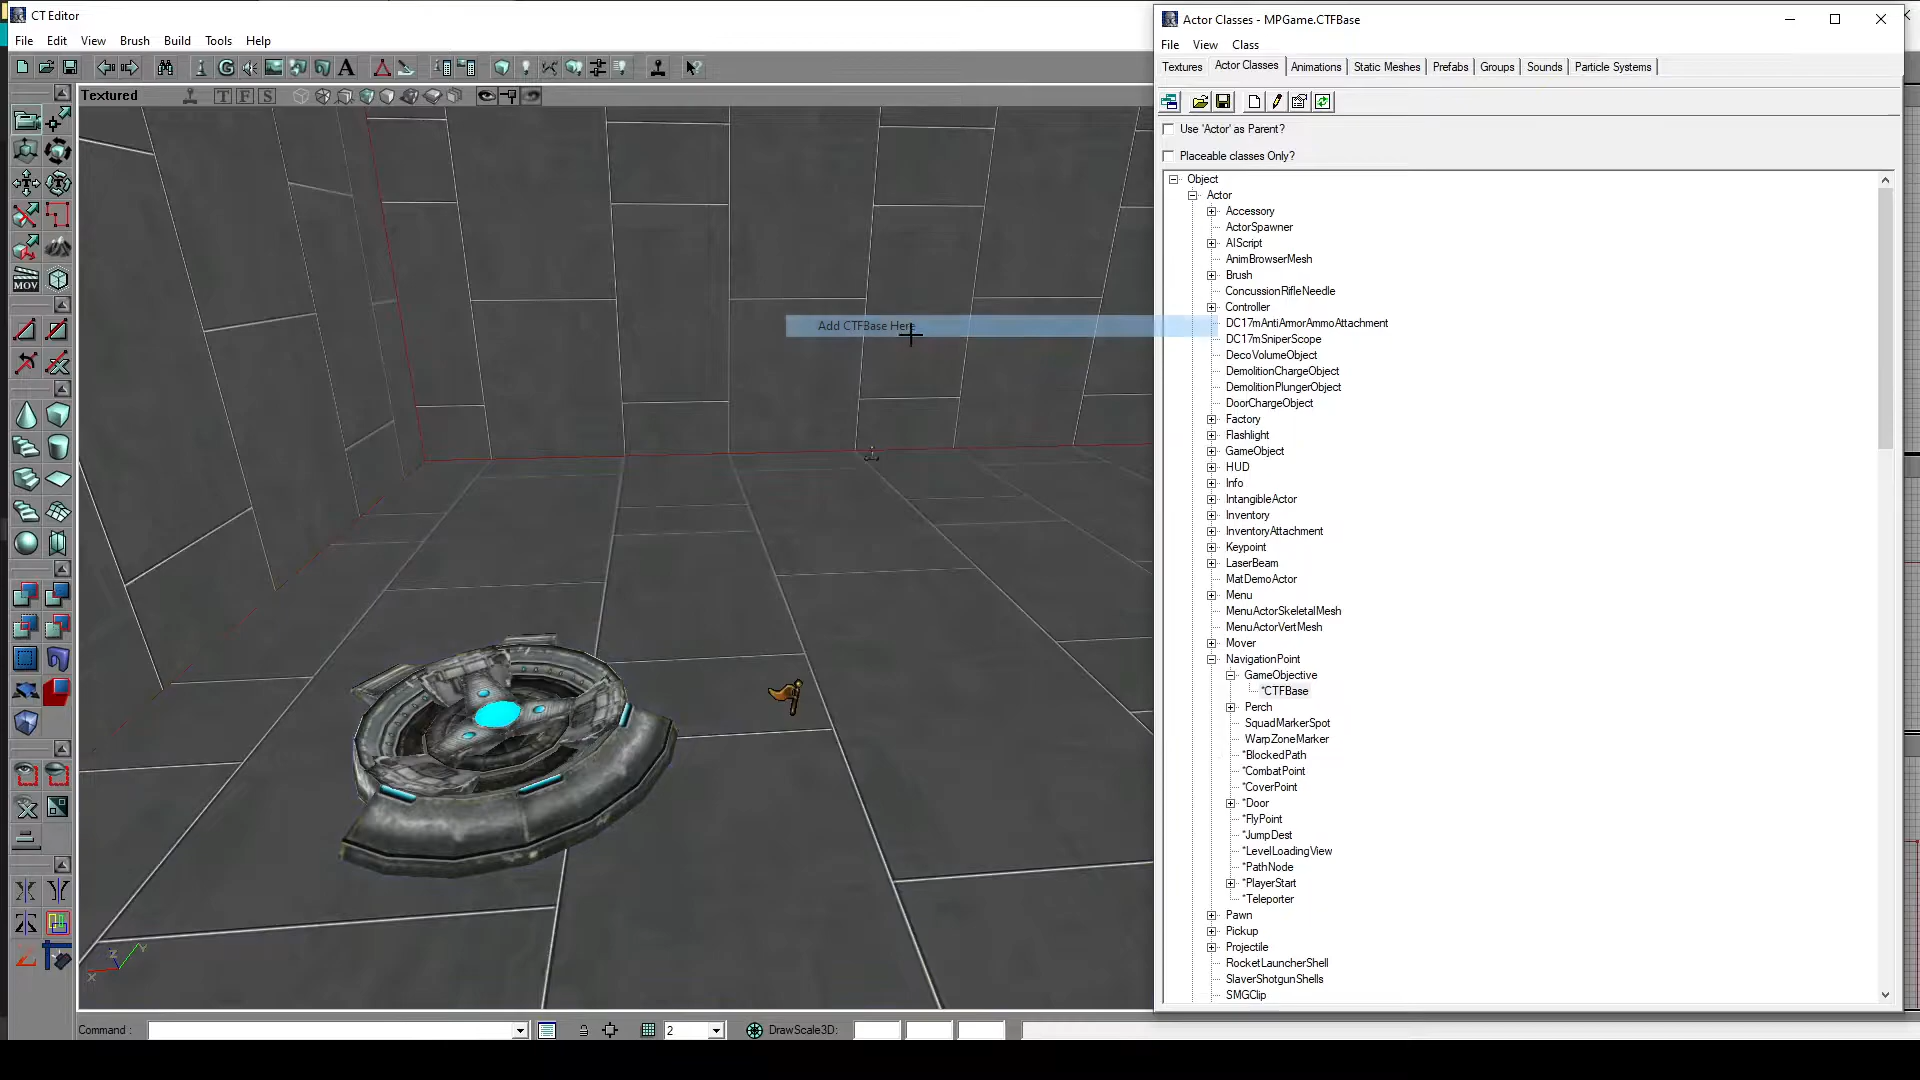 CT Editor
File Edit View Brush Build Tools Help
Textured
T F S
MOV
Add CTFBase Here
X Z Y
Command :
2
DrawScale3D:
Actor Classes - MPGame.CTFBase
File View Class
Textures Actor Classes Animations Static Meshes Prefabs Groups Sounds Particle Systems
Use 'Actor' as Parent?
Placeable classes Only?
Object
Actor
Accessory
ActorSpawner
AIScript
AnimBrowserMesh
Brush
ConcussionRifleNeedle
Controller
DC17mAntiArmorAmmoAttachment
DC17mSniperScope
DecoVolumeObject
DemolitionChargeObject
DemolitionPlungerObject
DoorChargeObject
Factory
Flashlight
GameObject
HUD
Info
IntangibleActor
Inventory
InventoryAttachment
Keypoint
LaserBeam
MatDemoActor
Menu
MenuActorSkeletalMesh
MenuActorVertMesh
Mover
NavigationPoint
GameObjective
*CTFBase
Perch
SquadMarkerSpot
WarpZoneMarker
*BlockedPath
*CombatPoint
*CoverPoint
*Door
*FlyPoint
*JumpDest
*LevelLoadingView
*PathNode
*PlayerStart
*Teleporter
Pawn
Pickup
Projectile
RocketLauncherShell
SlaverShotgunShells
SMGClip